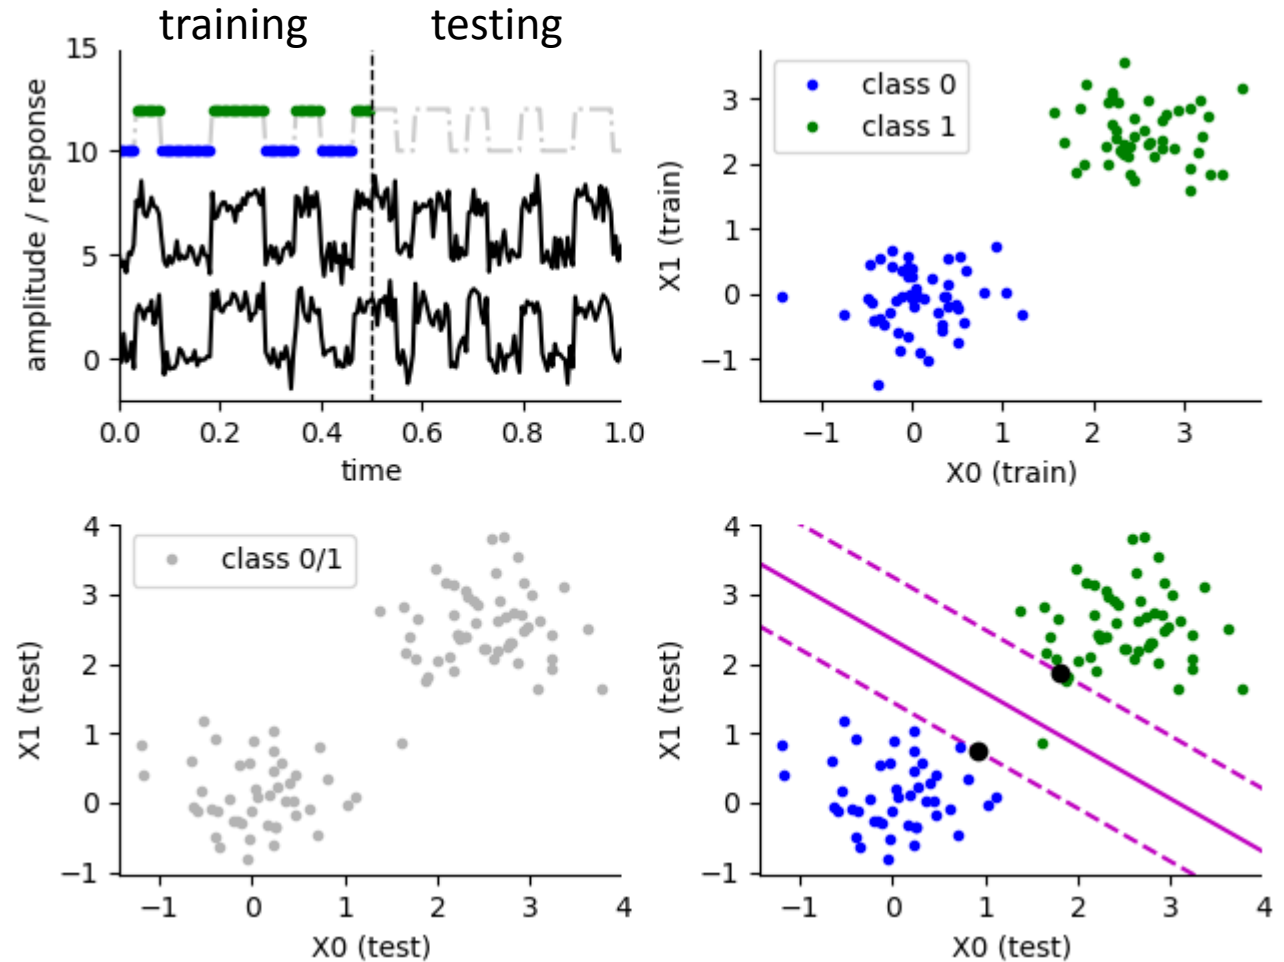 training testing
15
10
5
0
amplitude / response
0.0 0.2 0.4 0.6 0.8 1.0
time
class 0
class 1
3
2
1
0
−1
X1 (train)
−1 0 1 2 3
X0 (train)
class 0/1
4
3
2
1
0
−1
X1 (test)
−1 0 1 2 3 4
X0 (test)
4
3
2
1
0
−1
X1 (test)
−1 0 1 2 3 4
X0 (test)